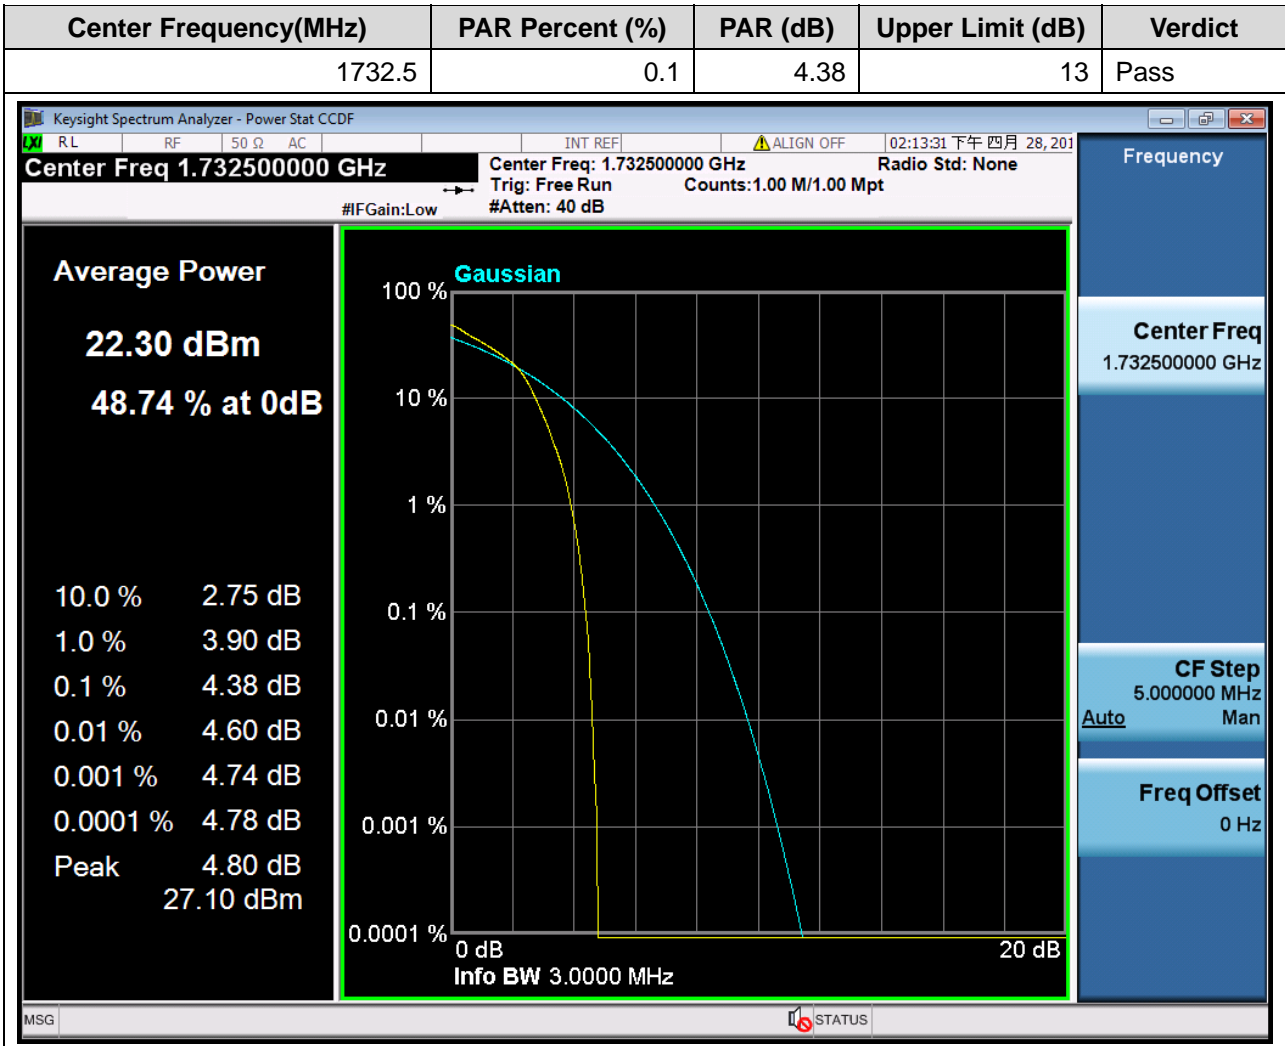 Center Frequency(MHz) PAR Percent (%) PAR (dB) Upper Limit (dB) Verdict
1732.5 0.1 4.38 13 Pass
Keysight Spectrum Analyzer - Power Stat CCDF
LXI RL RF 50 Ω AC INT REF ALIGN OFF 02:13:31 下午 四月 28, 201
Center Freq 1.732500000 GHz
Center Freq: 1.732500000 GHz Radio Std: None
Trig: Free Run Counts:1.00 M/1.00 Mpt
#IFGain:Low #Atten: 40 dB
Frequency
Average Power
22.30 dBm
48.74 % at 0dB
10.0 % 2.75 dB
1.0 % 3.90 dB
0.1 % 4.38 dB
0.01 % 4.60 dB
0.001 % 4.74 dB
0.0001 % 4.78 dB
Peak 4.80 dB
27.10 dBm
Gaussian
100 %
10 %
1 %
0.1 %
0.01 %
0.001 %
0.0001 %
0 dB 20 dB
Info BW 3.0000 MHz
Center Freq
1.732500000 GHz
CF Step
5.000000 MHz
Auto Man
Freq Offset
0 Hz
MSG STATUS